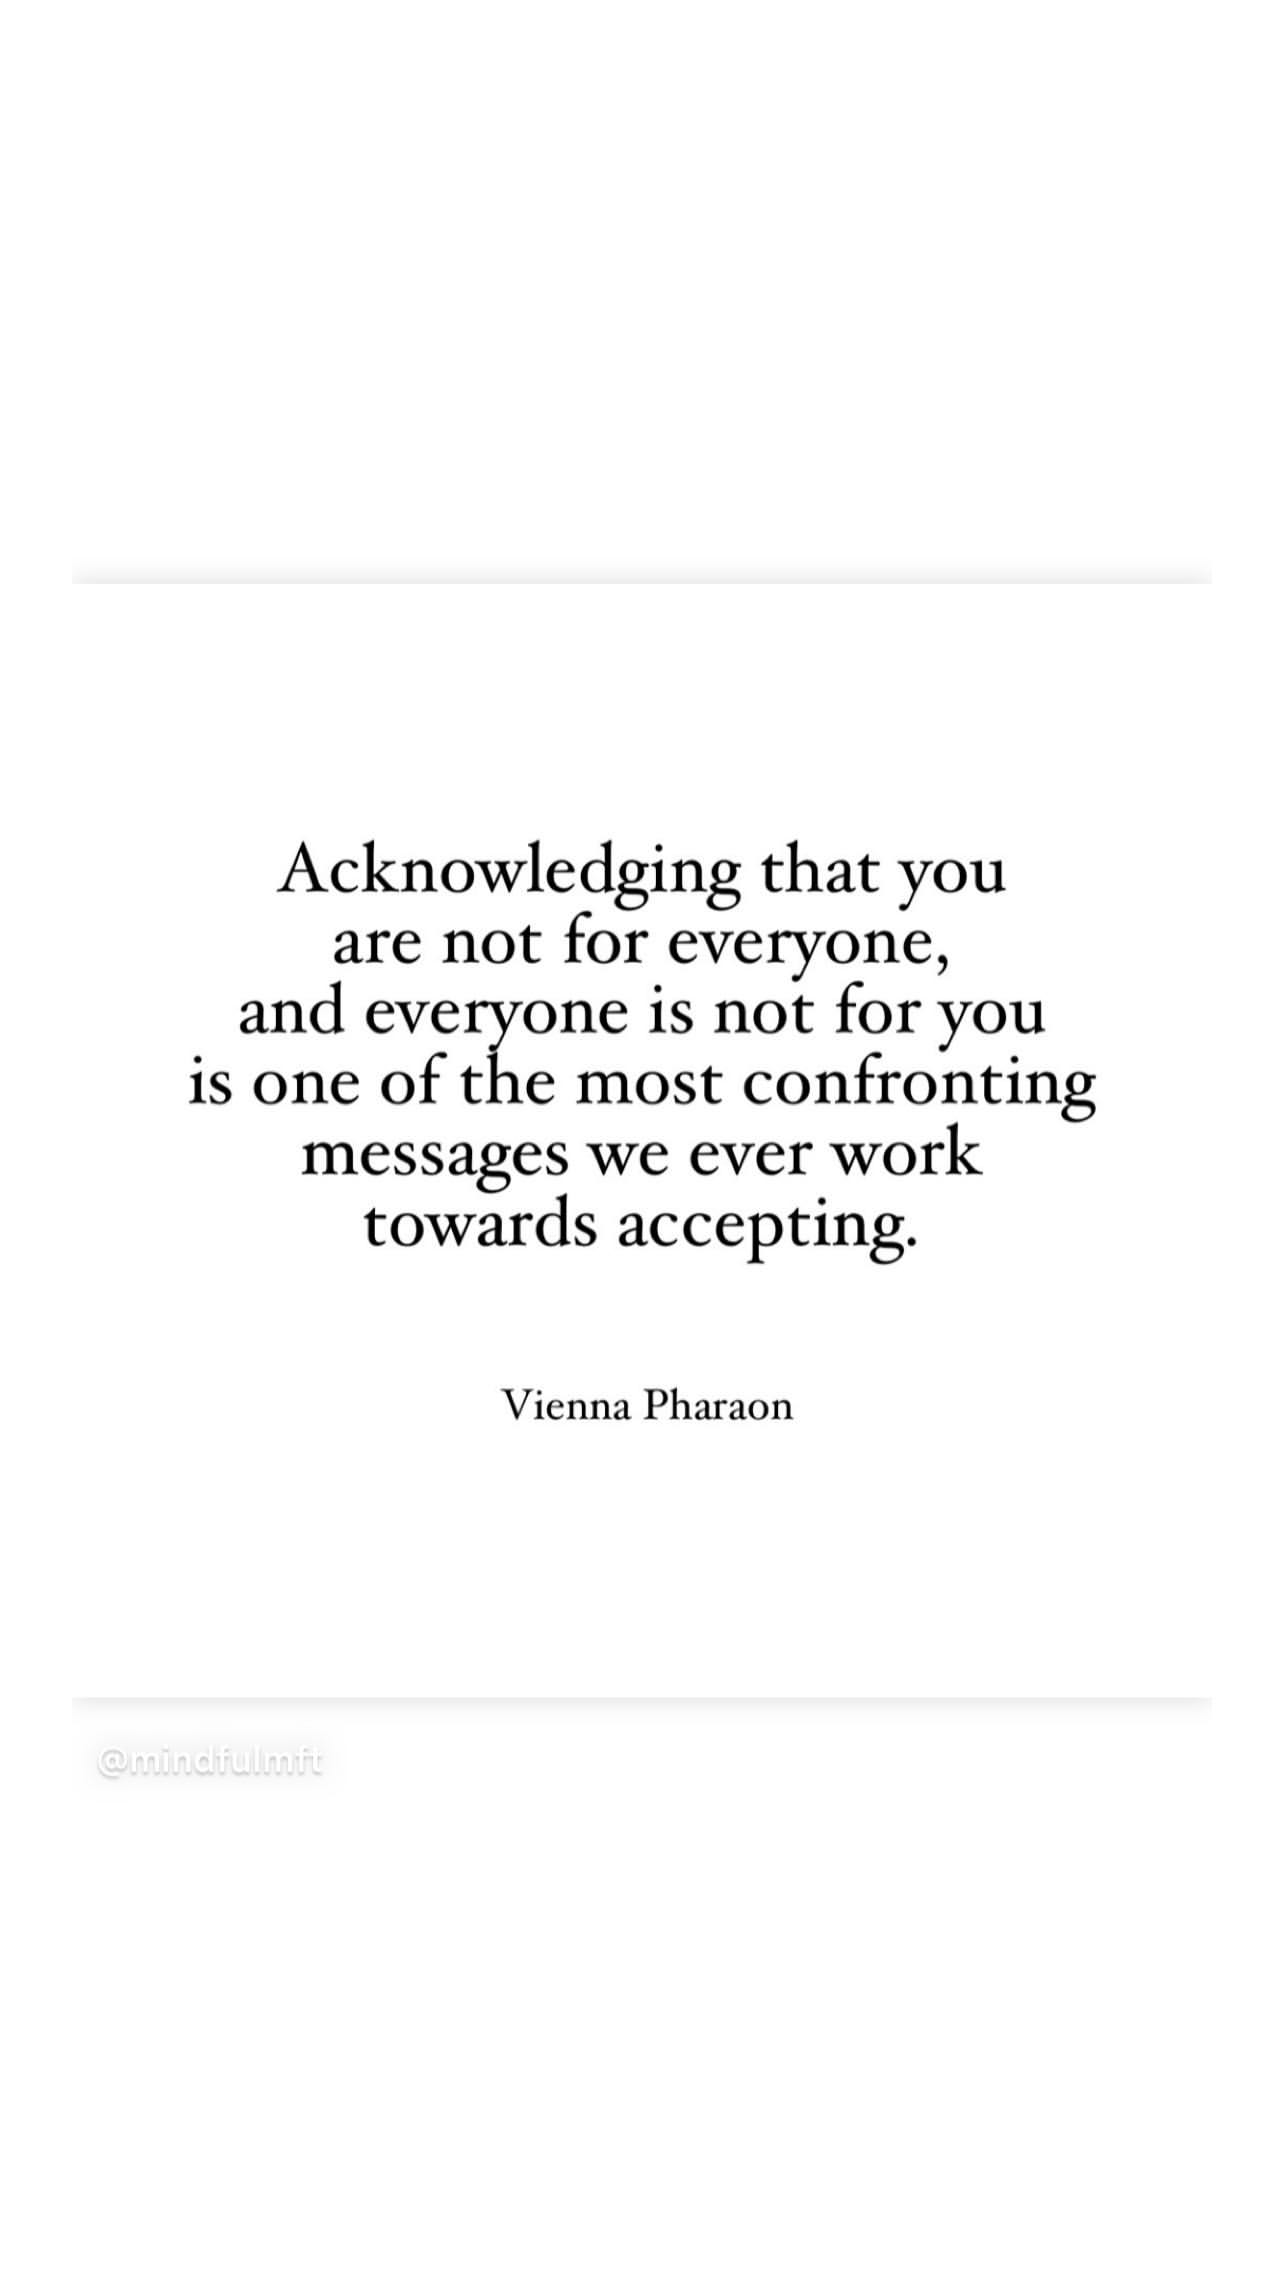 Acknowledging that you
are not for everyone,
and everyone is not for you
is one of the most confronting
messages we ever work
towards accepting.
Vienna Pharaon
@mindfulmft